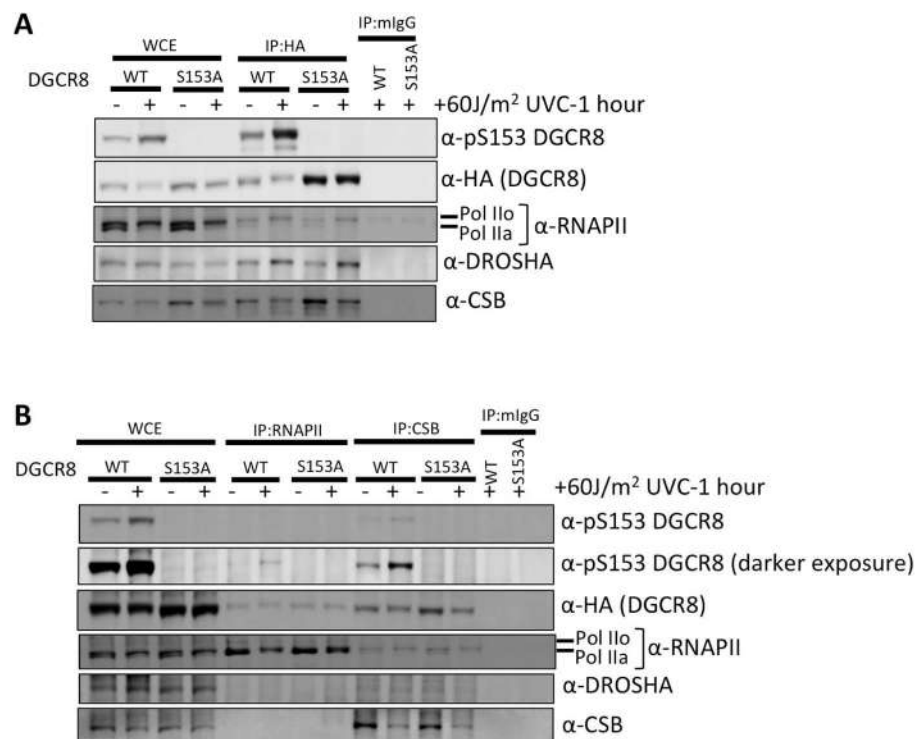 A
IP:mIgG
WCE IP:HA
DGCR8 WT S153A WT S153A WT S153A
- + - + - + - + + + +60J/m² UVC-1 hour
α-pS153 DGCR8
α-HA (DGCR8)
Pol IIo
Pol IIa
α-RNAPII
α-DROSHA
α-CSB
B
WCE IP:RNAPII IP:CSB IP:mIgG
DGCR8 WT S153A WT S153A WT S153A +WT +S153A
- + - + - + - + - + - + +60J/m² UVC-1 hour
α-pS153 DGCR8
α-pS153 DGCR8 (darker exposure)
α-HA (DGCR8)
Pol IIo
Pol IIa
α-RNAPII
α-DROSHA
α-CSB